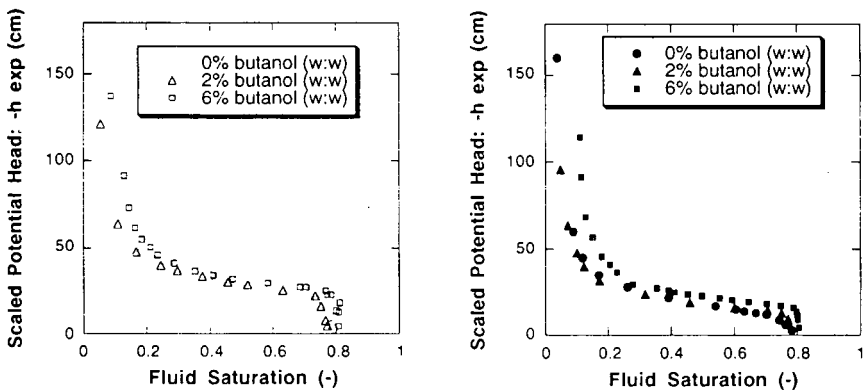 Scaled Potential Head: -h exp (cm)
150
100
50
0
0% butanol (w:w)
2% butanol (w:w)
6% butanol (w:w)
0 0.2 0.4 0.6 0.8 1
Fluid Saturation (-)
Scaled Potential Head: -h exp (cm)
150
100
50
0
0% butanol (w:w)
2% butanol (w:w)
6% butanol (w:w)
0 0.2 0.4 0.6 0.8 1
Fluid Saturation (-)